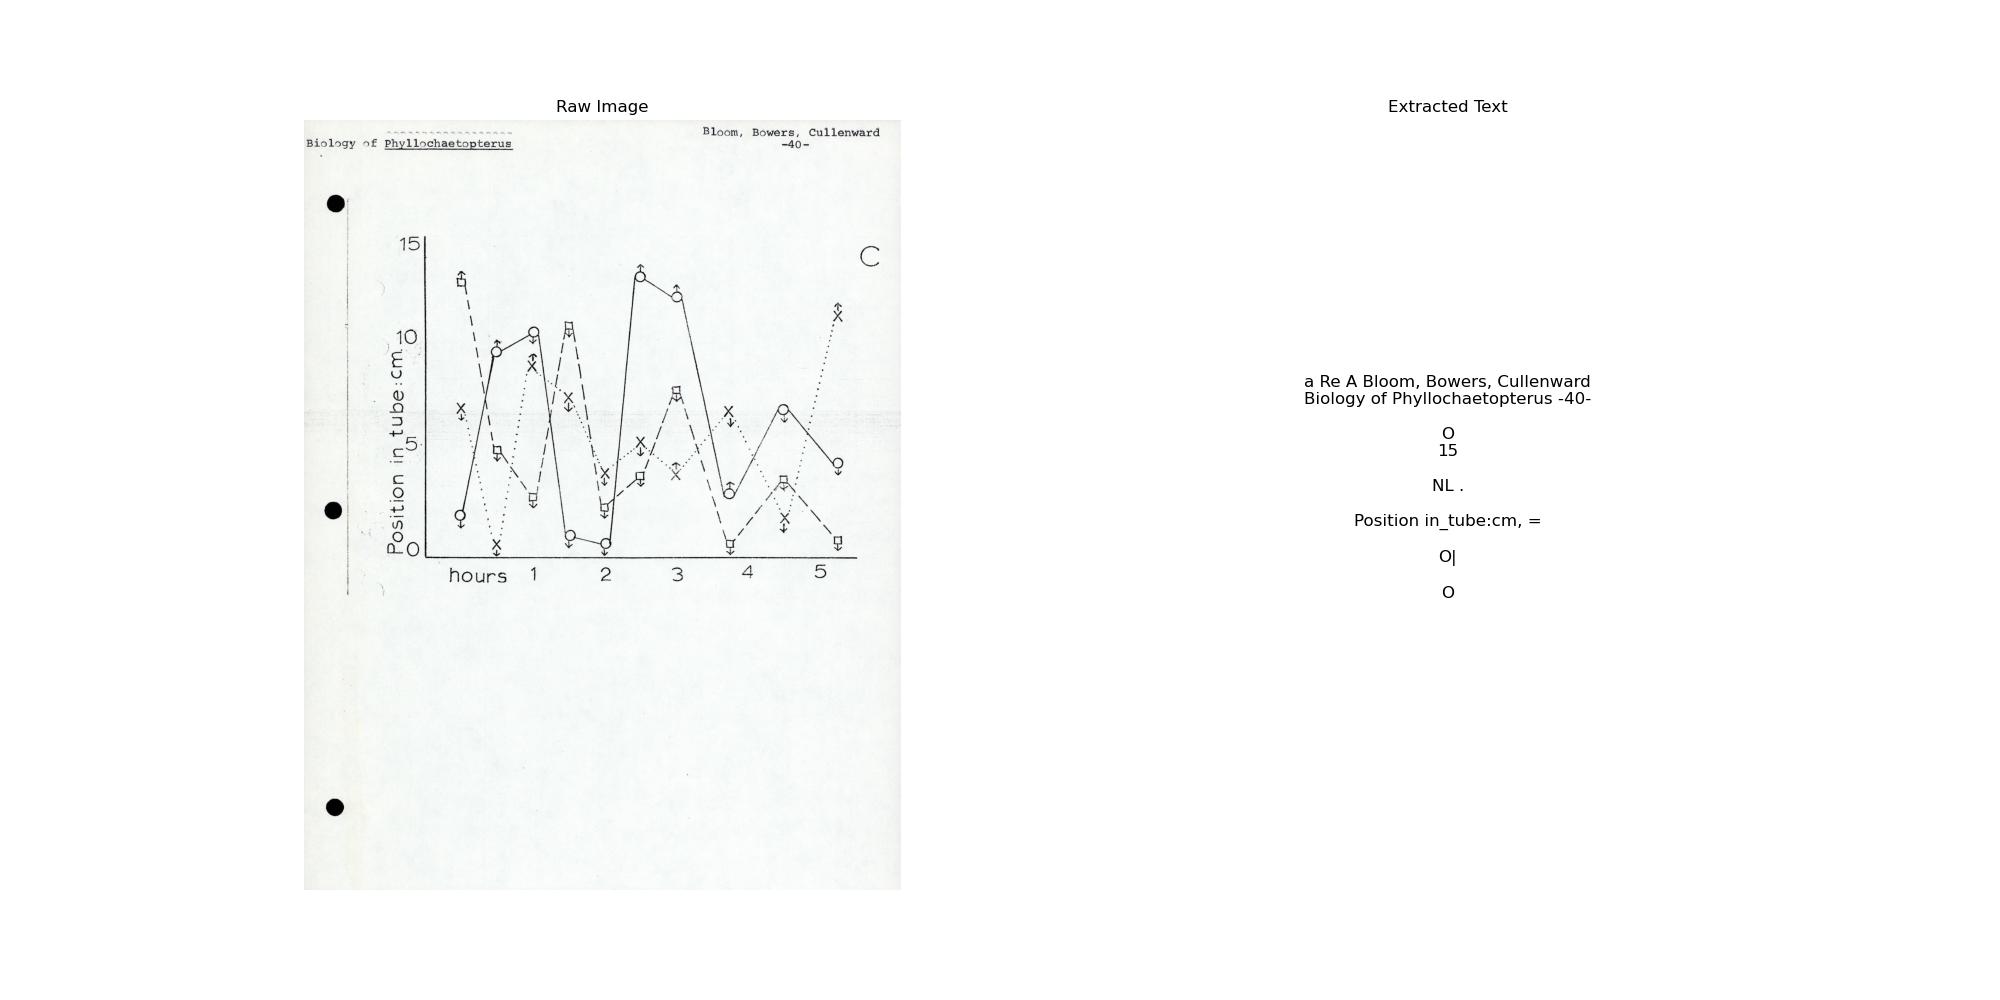 Raw Image
Biology of Phyllochaetopterus
Bloom, Bowers, Cullenward
-40-
C
15
10
5
0
Position in tube:cm
hours 1 2 3 4 5
Extracted Text
a Re A Bloom, Bowers, Cullenward
Biology of Phyllochaetopterus -40-
O
15
NL .
Position in_tube:cm, =
O|
O